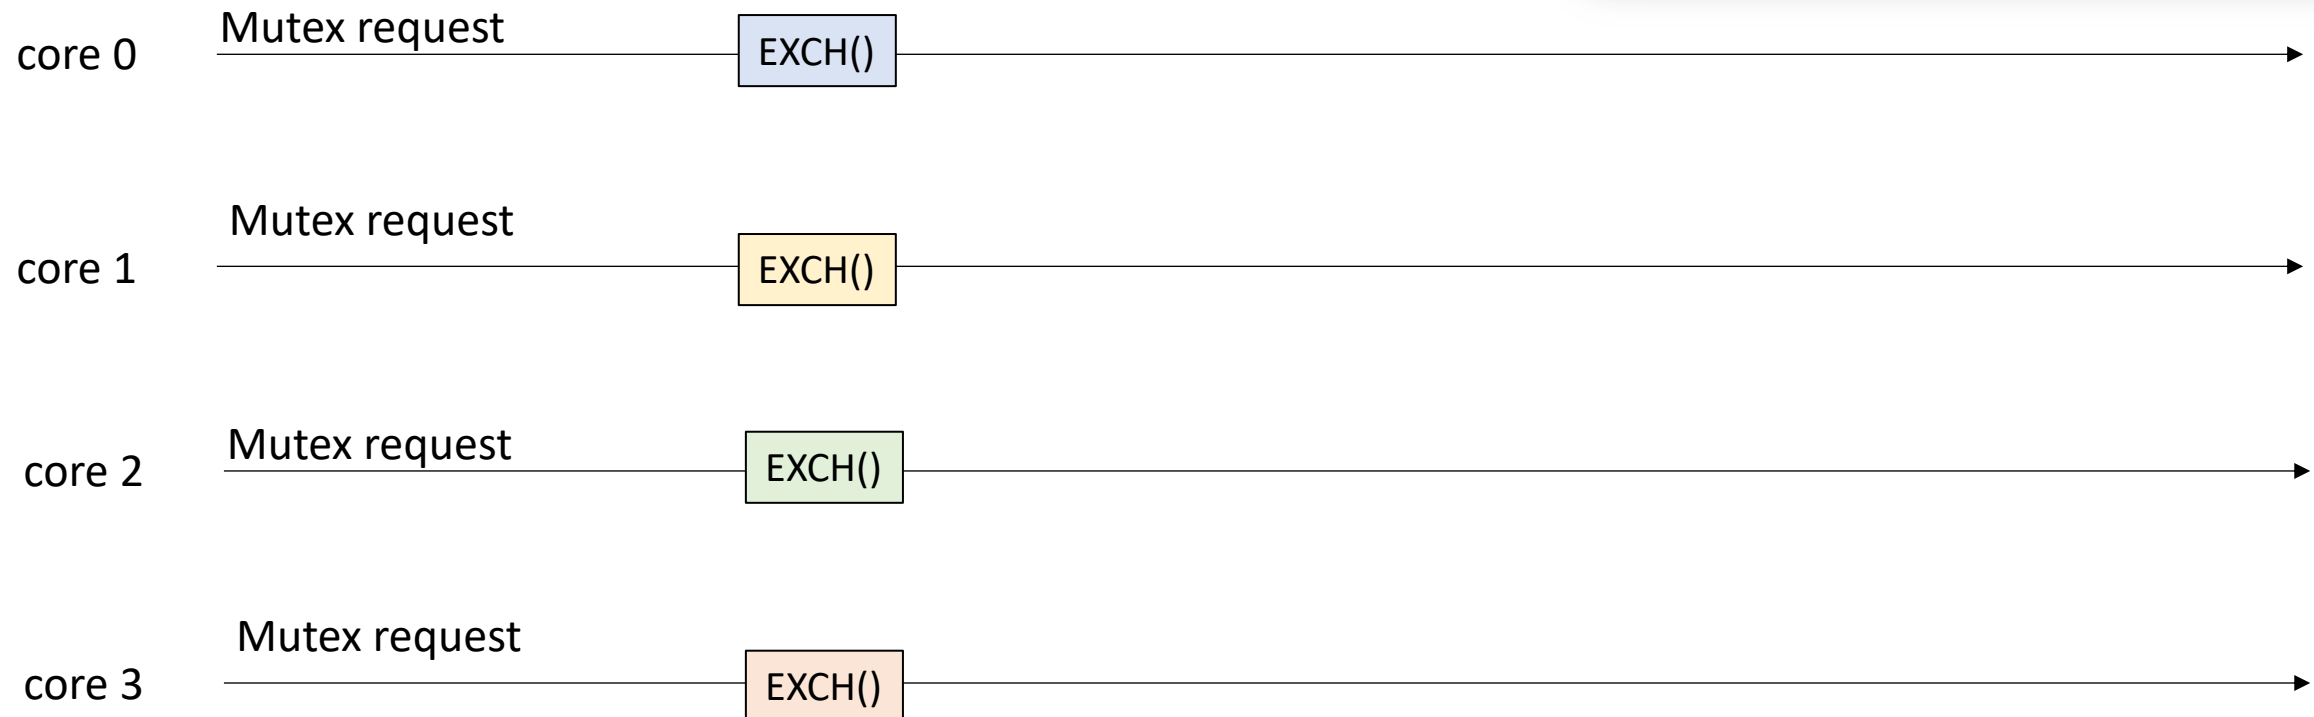 Mutex request
core 0
EXCH()
Mutex request
core 1
EXCH()
Mutex request
core 2
EXCH()
Mutex request
core 3
EXCH()